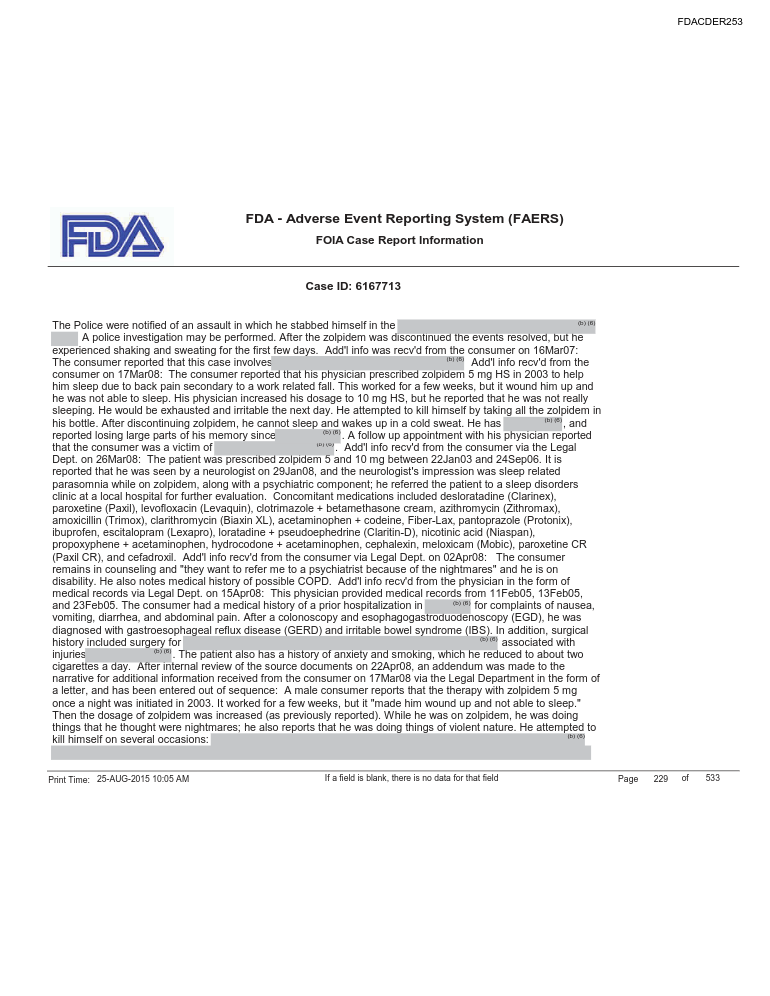 FDACDER253
FDA
FDA - Adverse Event Reporting System (FAERS)
FOIA Case Report Information
Case ID: 6167713
The Police were notified of an assault in which he stabbed himself in the (b) (6)
A police investigation may be performed. After the zolpidem was discontinued the events resolved, but he
experienced shaking and sweating for the first few days. Add'l info was recv'd from the consumer on 16Mar07:
The consumer reported that this case involves (b) (6) Add'l info recv'd from the
consumer on 17Mar08: The consumer reported that his physician prescribed zolpidem 5 mg HS in 2003 to help
him sleep due to back pain secondary to a work related fall. This worked for a few weeks, but it wound him up and
he was not able to sleep. His physician increased his dosage to 10 mg HS, but he reported that he was not really
sleeping. He would be exhausted and irritable the next day. He attempted to kill himself by taking all the zolpidem in
his bottle. After discontinuing zolpidem, he cannot sleep and wakes up in a cold sweat. He has (b) (6), and
reported losing large parts of his memory since (b) (6). A follow up appointment with his physician reported
that the consumer was a victim of (b) (6). Add'l info recv'd from the consumer via the Legal
Dept. on 26Mar08: The patient was prescribed zolpidem 5 and 10 mg between 22Jan03 and 24Sep06. It is
reported that he was seen by a neurologist on 29Jan08, and the neurologist's impression was sleep related
parasomnia while on zolpidem, along with a psychiatric component; he referred the patient to a sleep disorders
clinic at a local hospital for further evaluation. Concomitant medications included desloratadine (Clarinex),
paroxetine (Paxil), levofloxacin (Levaquin), clotrimazole + betamethasone cream, azithromycin (Zithromax),
amoxicillin (Trimox), clarithromycin (Biaxin XL), acetaminophen + codeine, Fiber-Lax, pantoprazole (Protonix),
ibuprofen, escitalopram (Lexapro), loratadine + pseudoephedrine (Claritin-D), nicotinic acid (Niaspan),
propoxyphene + acetaminophen, hydrocodone + acetaminophen, cephalexin, meloxicam (Mobic), paroxetine CR
(Paxil CR), and cefadroxil. Add'l info recv'd from the consumer via Legal Dept. on 02Apr08: The consumer
remains in counseling and "they want to refer me to a psychiatrist because of the nightmares" and he is on
disability. He also notes medical history of possible COPD. Add'l info recv'd from the physician in the form of
medical records via Legal Dept. on 15Apr08: This physician provided medical records from 11Feb05, 13Feb05,
and 23Feb05. The consumer had a medical history of a prior hospitalization in (b) (6) for complaints of nausea,
vomiting, diarrhea, and abdominal pain. After a colonoscopy and esophagogastroduodenoscopy (EGD), he was
diagnosed with gastroesophageal reflux disease (GERD) and irritable bowel syndrome (IBS). In addition, surgical
history included surgery for (b) (6) associated with
injuries (b) (6). The patient also has a history of anxiety and smoking, which he reduced to about two
cigarettes a day. After internal review of the source documents on 22Apr08, an addendum was made to the
narrative for additional information received from the consumer on 17Mar08 via the Legal Department in the form of
a letter, and has been entered out of sequence: A male consumer reports that the therapy with zolpidem 5 mg
once a night was initiated in 2003. It worked for a few weeks, but it "made him wound up and not able to sleep."
Then the dosage of zolpidem was increased (as previously reported). While he was on zolpidem, he was doing
things that he thought were nightmares; he also reports that he was doing things of violent nature. He attempted to
kill himself on several occasions: (b) (6)
Print Time: 25-AUG-2015 10:05 AM If a field is blank, there is no data for that field Page 229 of 533